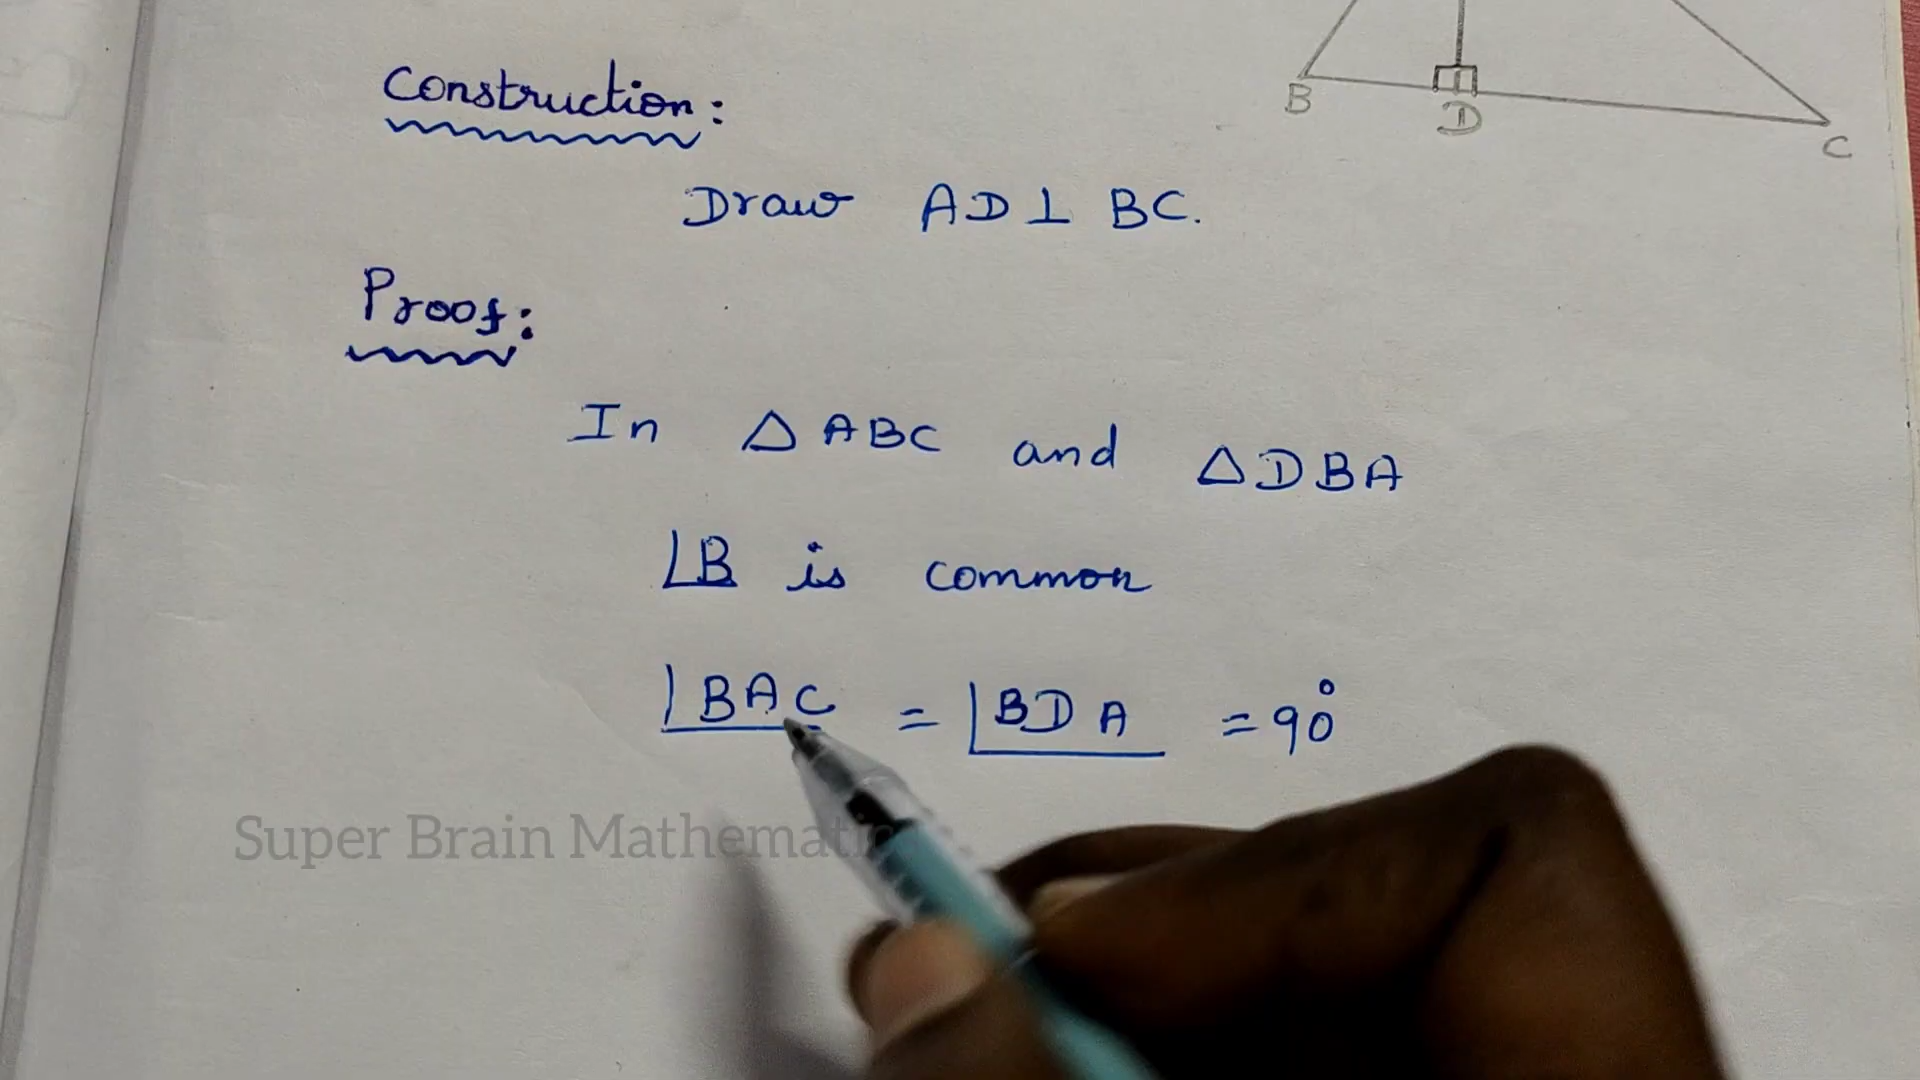 Construction:
B
D
C
Draw AD⊥ BC.
Proof:
In △ABC and △DBA
∠B is common
∠BAC = ∠BDA = 90°
Super Brain Mathemati